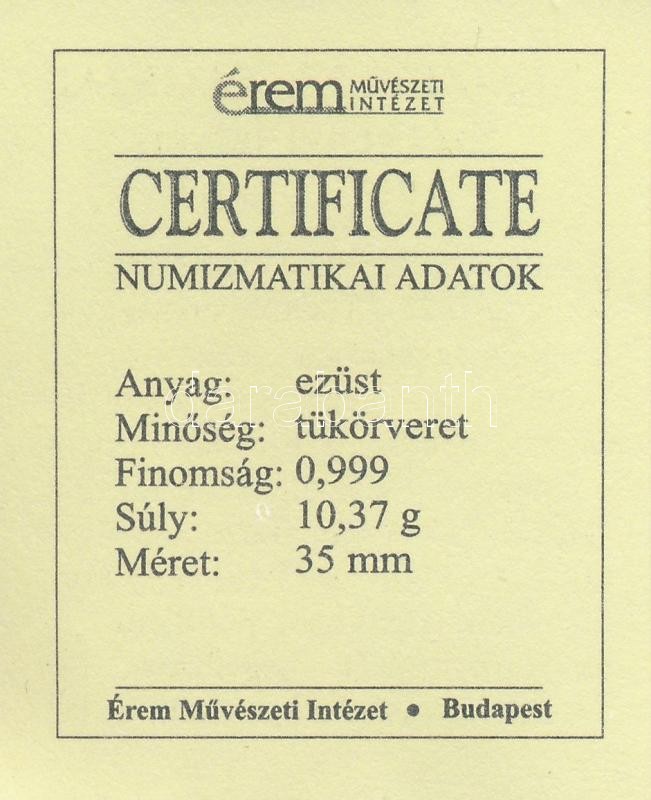 érem MŰVÉSZETI
INTÉZET
CERTIFICATE
NUMIZMATIKAI ADATOK
Anyag: ezüst
darabanth
Minőség: tükörveret
Finomság: 0,999
Súly: 10,37 g
Méret: 35 mm
Érem Művészeti Intézet • Budapest